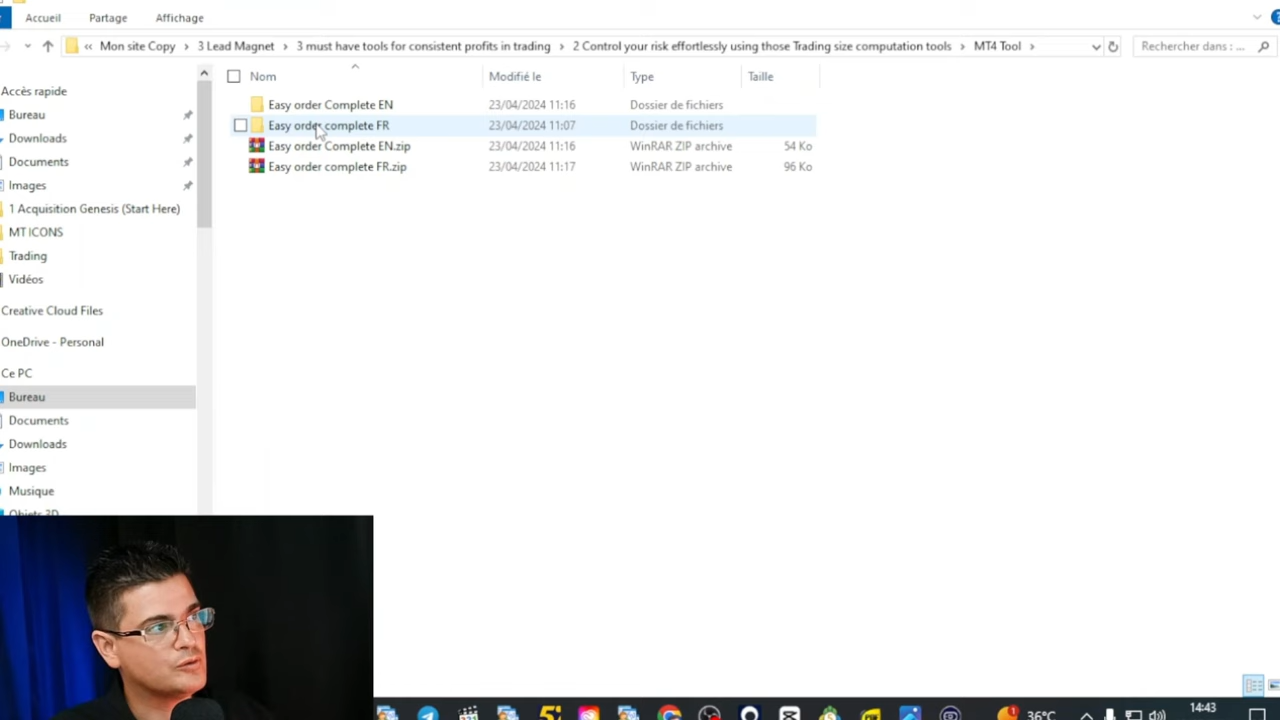 Accueil Partage Affichage
« Mon site Copy > 3 Lead Magnet > 3 must have tools for consistent profits in trading > 2 Control your risk effortlessly using those Trading size computation tools > MT4 Tool > Rechercher dans : ...
Nom Modifié le Type Taille
Accès rapide
Bureau
Downloads
Documents
Images
1 Acquisition Genesis (Start Here)
MT ICONS
Trading
Vidéos
Creative Cloud Files
OneDrive - Personal
Ce PC
Bureau
Documents
Downloads
Images
Musique
Objets 3D
Easy order Complete EN 23/04/2024 11:16 Dossier de fichiers
Easy order complete FR 23/04/2024 11:07 Dossier de fichiers
Easy order Complete EN.zip 23/04/2024 11:16 WinRAR ZIP archive 54 Ko
Easy order complete FR.zip 23/04/2024 11:17 WinRAR ZIP archive 96 Ko
36°C 14:43